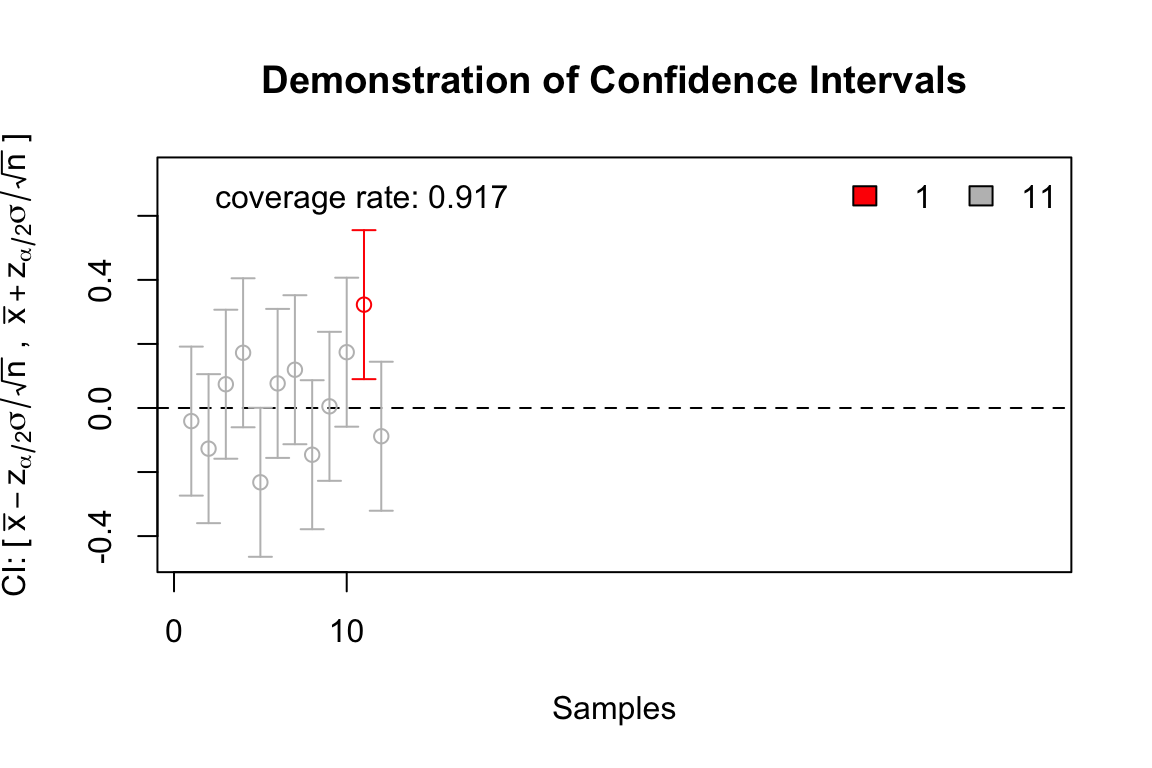 Demonstration of Confidence Intervals
coverage rate: 0.917
1
11
CI: [ x̅ − zα/2σ/√n , x̅ + zα/2σ/√n ]
0.4
0.0
-0.4
0
10
Samples